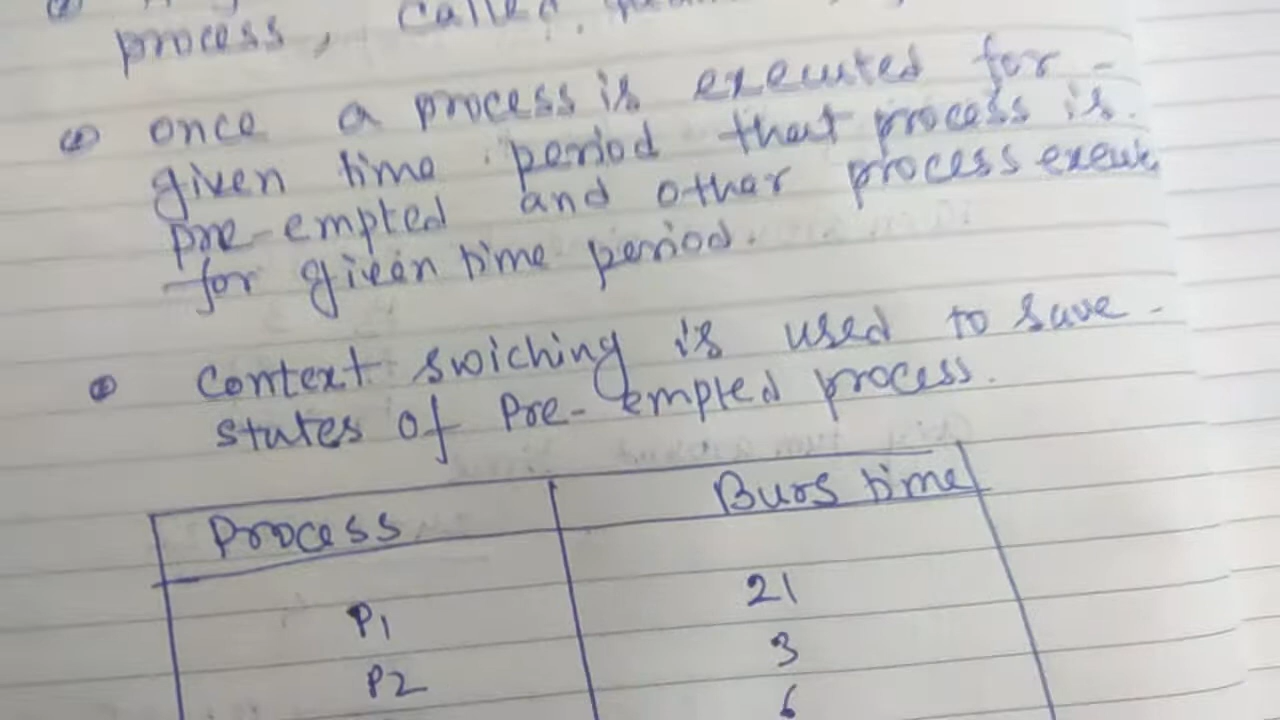 process, called
once a process is executed for -
given time period that process is.
pre-empted and other process execute
for given time period.
Context swiching is used to save -
states of Pre-empted process.
Process Burs time
P1 21
P2 3
6